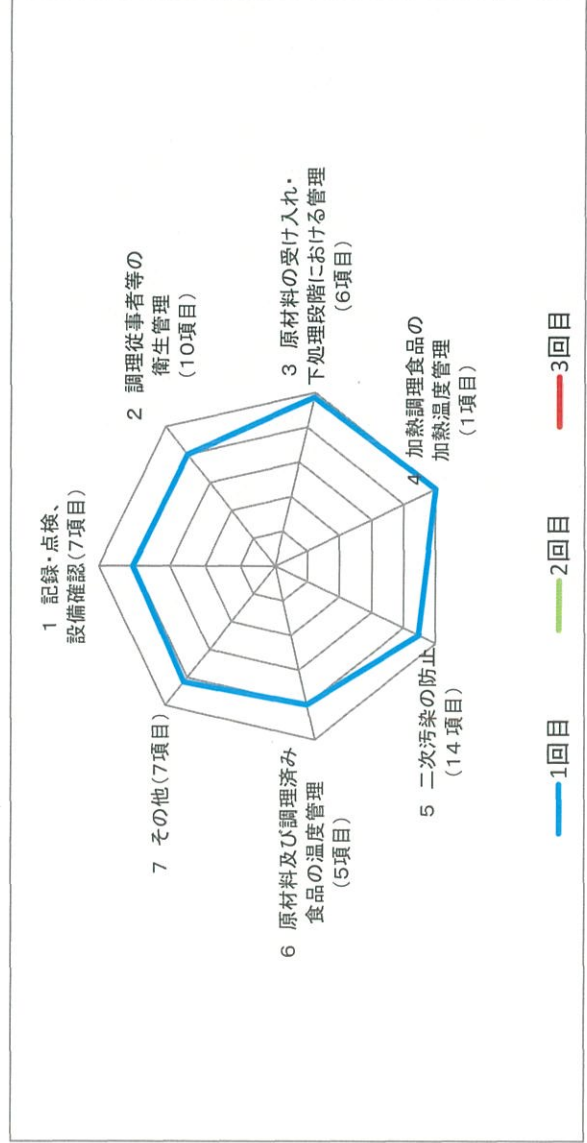 1 記録・点検、
設備確認(7項目)
2 調理従事者等の
衛生管理
(10項目)
3 原材料の受け入れ・
下処理段階における管理
(6項目)
4 加熱調理食品の
加熱温度管理
(1項目)
5 二次汚染の防止
(14 項目)
6 原材料及び調理済み
食品の温度管理
(5項目)
7 その他(7項目)
1回目
2回目
3回目